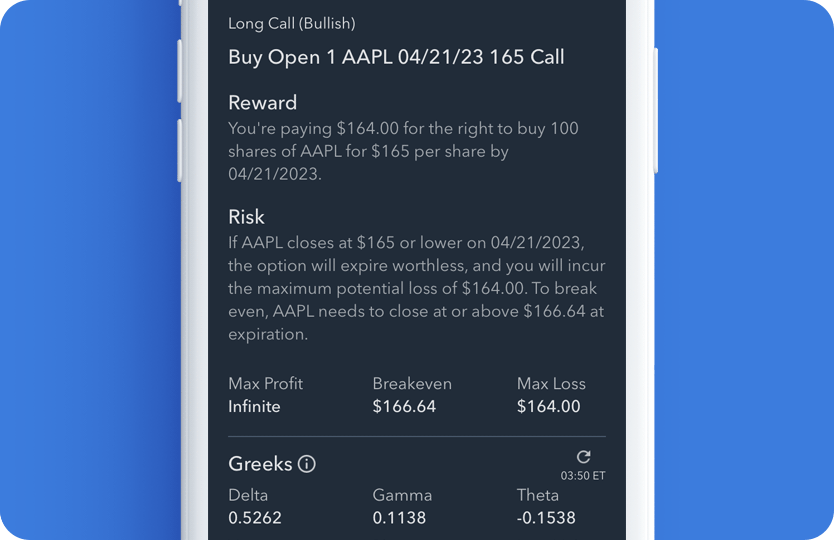 Long Call (Bullish)
Buy Open 1 AAPL 04/21/23 165 Call
Reward
You're paying $164.00 for the right to buy 100
shares of AAPL for $165 per share by
04/21/2023.
Risk
If AAPL closes at $165 or lower on 04/21/2023,
the option will expire worthless, and you will incur
the maximum potential loss of $164.00. To break
even, AAPL needs to close at or above $166.64 at
expiration.
Max Profit Breakeven Max Loss
Infinite $166.64 $164.00
Greeks
03:50 ET
Delta Gamma Theta
0.5262 0.1138 -0.1538